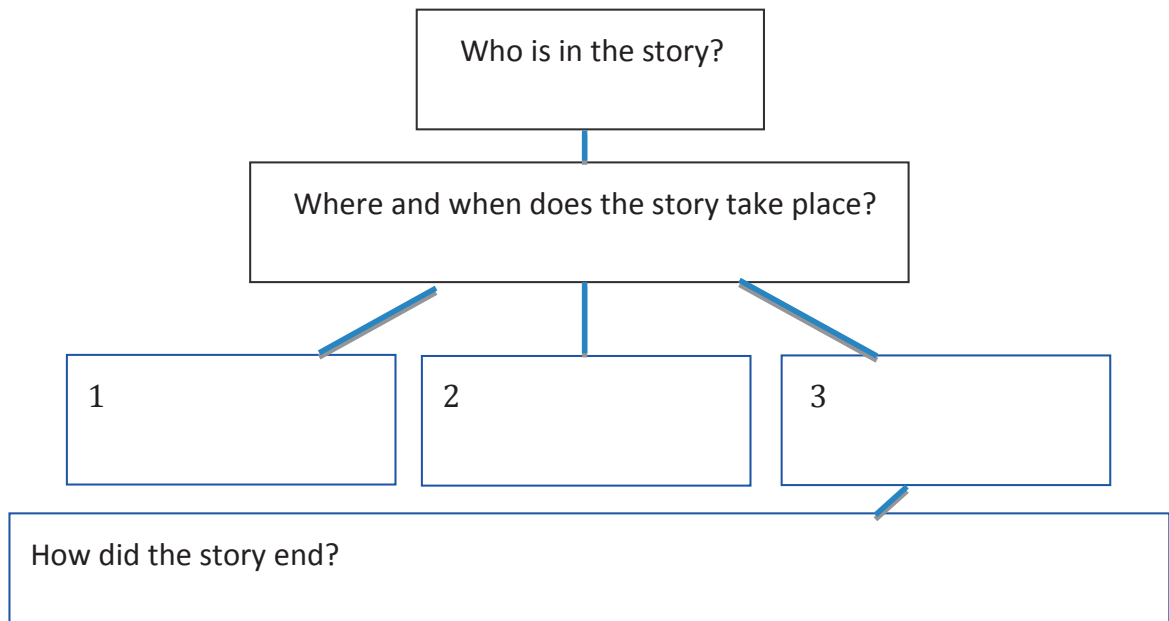 Who is in the story?
Where and when does the story take place?
1
2
3
How did the story end?